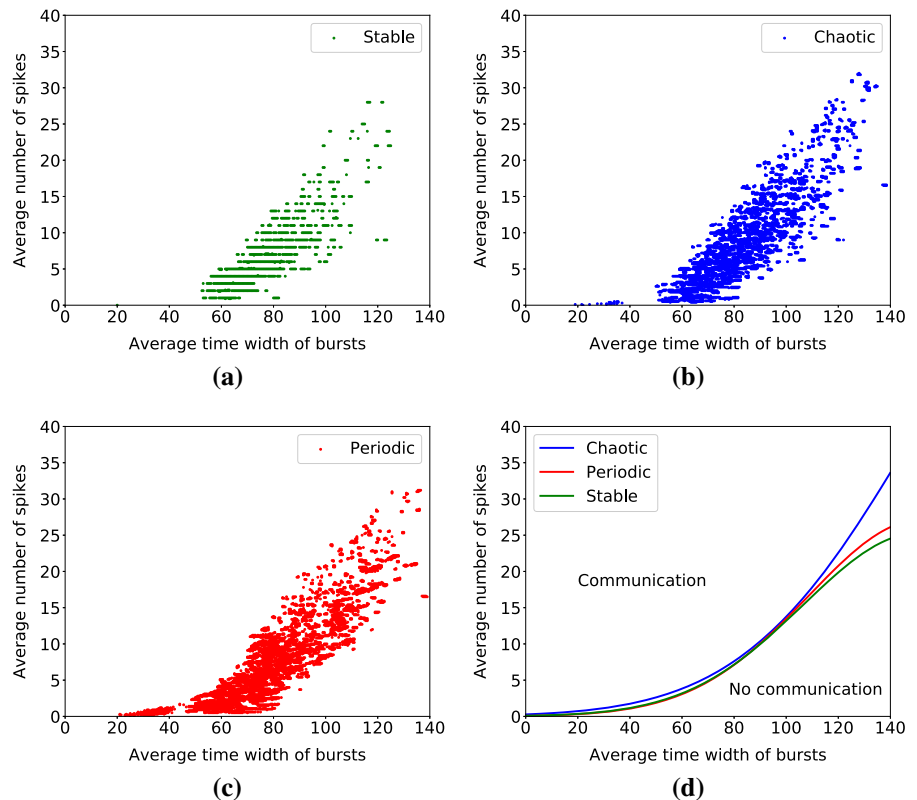 40
35
30
25
20
15
10
5
0
Average number of spikes
Stable
0 20 40 60 80 100 120 140
Average time width of bursts
(a)
40
35
30
25
20
15
10
5
0
Average number of spikes
Chaotic
0 20 40 60 80 100 120 140
Average time width of bursts
(b)
40
35
30
25
20
15
10
5
0
Average number of spikes
Periodic
0 20 40 60 80 100 120 140
Average time width of bursts
(c)
40
35
30
25
20
15
10
5
0
Average number of spikes
Chaotic
Periodic
Stable
Communication
No communication
0 20 40 60 80 100 120 140
Average time width of bursts
(d)